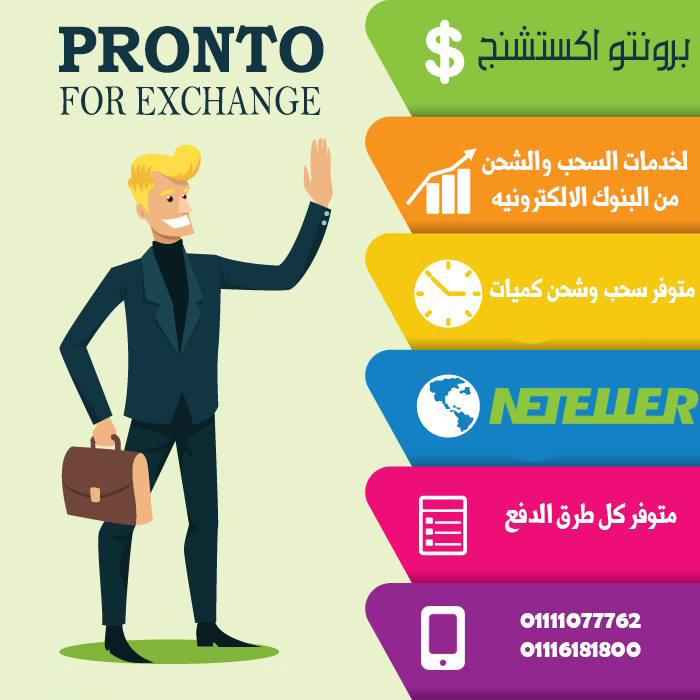 PRONTO
FOR EXCHANGE
برونتو اكستشنج
لخدمات السحب والشحن
من البنوك الالكترونيه
متوفر سحب وشحن كميات
NETELLER
متوفر كل طرق الدفع
01111077762
01116181800